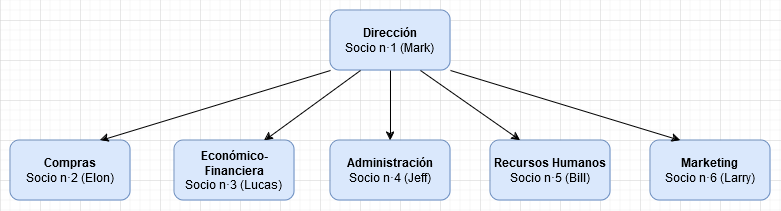 Dirección
Socio n·1 (Mark)
Compras
Socio n·2 (Elon)
Económico-
Financiera
Socio n·3 (Lucas)
Administración
Socio n·4 (Jeff)
Recursos Humanos
Socio n·5 (Bill)
Marketing
Socio n·6 (Larry)